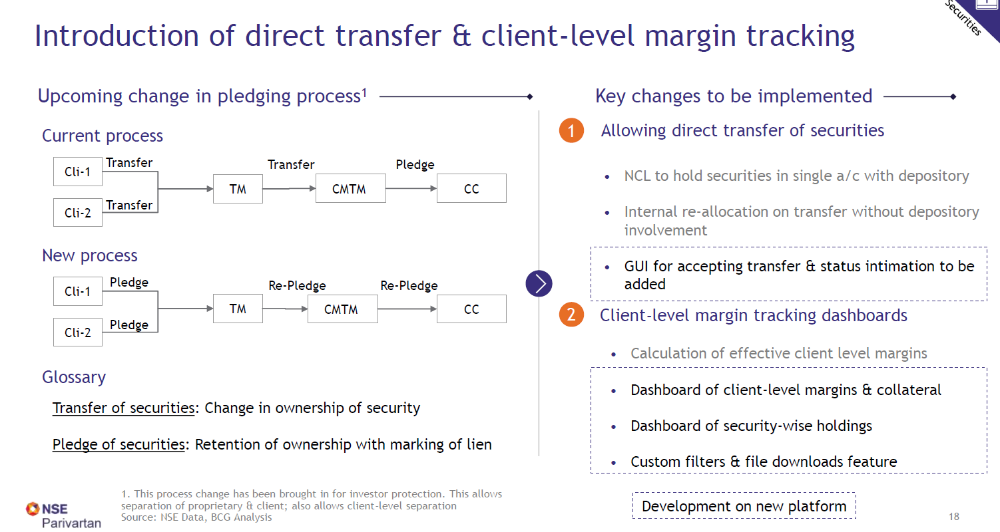 Securities
Introduction of direct transfer & client-level margin tracking
Upcoming change in pledging process1
Current process
Cli-1
Transfer
Cli-2
Transfer
TM
Transfer
CMTM
Pledge
CC
New process
Cli-1
Pledge
Cli-2
Pledge
TM
Re-Pledge
CMTM
Re-Pledge
CC
Glossary
Transfer of securities: Change in ownership of security
Pledge of securities: Retention of ownership with marking of lien
Key changes to be implemented
1 Allowing direct transfer of securities
• NCL to hold securities in single a/c with depository
• Internal re-allocation on transfer without depository
involvement
• GUI for accepting transfer & status intimation to be
added
2 Client-level margin tracking dashboards
• Calculation of effective client level margins
• Dashboard of client-level margins & collateral
• Dashboard of security-wise holdings
• Custom filters & file downloads feature
Development on new platform
1. This process change has been brought in for investor protection. This allows
separation of proprietary & client; also allows client-level separation
Source: NSE Data, BCG Analysis
NSE
Parivartan
18